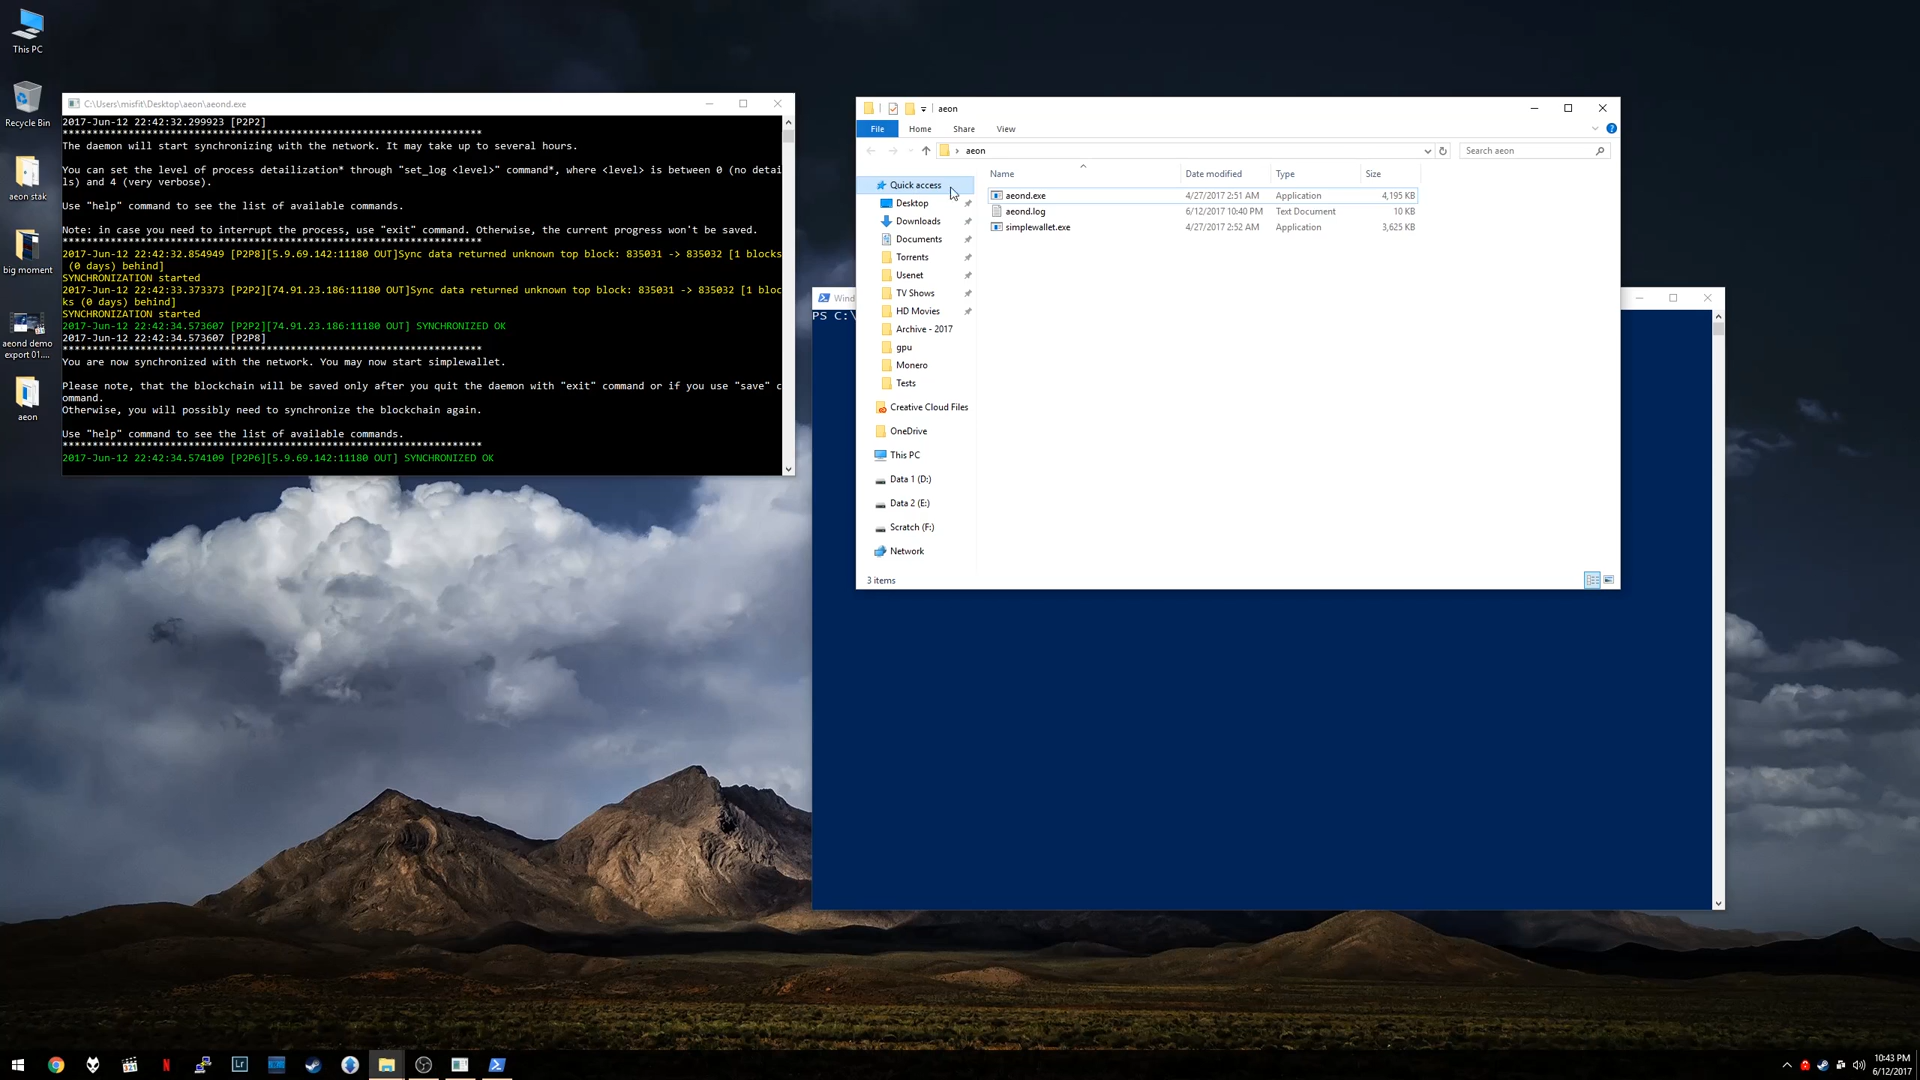 This PC
Recycle Bin
aeon stak
big moment
aeond demo
export 01....
aeon
C:\Users\misfit\Desktop\aeon\aeond.exe
2017-Jun-12 22:42:32.299923 [P2P2]
**********************************************************************
The daemon will start synchronizing with the network. It may take up to several hours.
You can set the level of process detailization* through "set_log <level>" command*, where <level> is between 0 (no detai
ls) and 4 (very verbose).
Use "help" command to see the list of available commands.
Note: in case you need to interrupt the process, use "exit" command. Otherwise, the current progress won't be saved.
**********************************************************************
2017-Jun-12 22:42:32.854949 [P2P8][5.9.69.142:11180 OUT]Sync data returned unknown top block: 835031 -> 835032 [1 blocks
(0 days) behind]
SYNCHRONIZATION started
2017-Jun-12 22:42:33.373373 [P2P2][74.91.23.186:11180 OUT]Sync data returned unknown top block: 835031 -> 835032 [1 bloc
ks (0 days) behind]
SYNCHRONIZATION started
2017-Jun-12 22:42:34.573607 [P2P2][74.91.23.186:11180 OUT] SYNCHRONIZED OK
2017-Jun-12 22:42:34.573607 [P2P8]
**********************************************************************
You are now synchronized with the network. You may now start simplewallet.
Please note, that the blockchain will be saved only after you quit the daemon with "exit" command or if you use "save" c
ommand.
Otherwise, you will possibly need to synchronize the blockchain again.
Use "help" command to see the list of available commands.
**********************************************************************
2017-Jun-12 22:42:34.574109 [P2P6][5.9.69.142:11180 OUT] SYNCHRONIZED OK
aeon
File Home Share View
aeon
Search aeon
Name Date modified Type Size
aeond.exe 4/27/2017 2:51 AM Application 4,195 KB
aeond.log 6/12/2017 10:40 PM Text Document 10 KB
simplewallet.exe 4/27/2017 2:52 AM Application 3,625 KB
Quick access
Desktop
Downloads
Documents
Torrents
Usenet
TV Shows
HD Movies
Archive - 2017
gpu
Monero
Tests
Creative Cloud Files
OneDrive
This PC
Data 1 (D:)
Data 2 (E:)
Scratch (F:)
Network
3 items
Wind
PS C:\
Lr
10:43 PM
6/12/2017